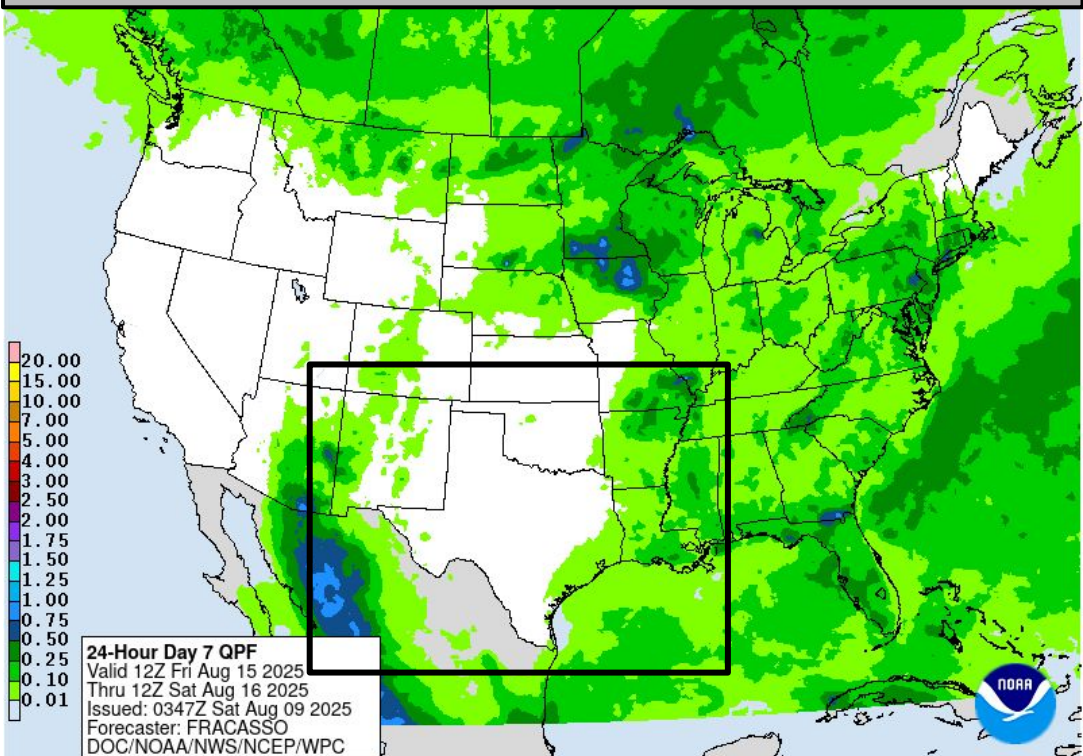 20.00
15.00
10.00
7.00
5.00
4.00
3.00
2.50
2.00
1.75
1.50
1.25
1.00
0.75
0.50
0.25
0.10
0.01
24-Hour Day 7 QPF
Valid 12Z Fri Aug 15 2025
Thru 12Z Sat Aug 16 2025
Issued: 0347Z Sat Aug 09 2025
Forecaster: FRACASSO
DOC/NOAA/NWS/NCEP/WPC
NOAA